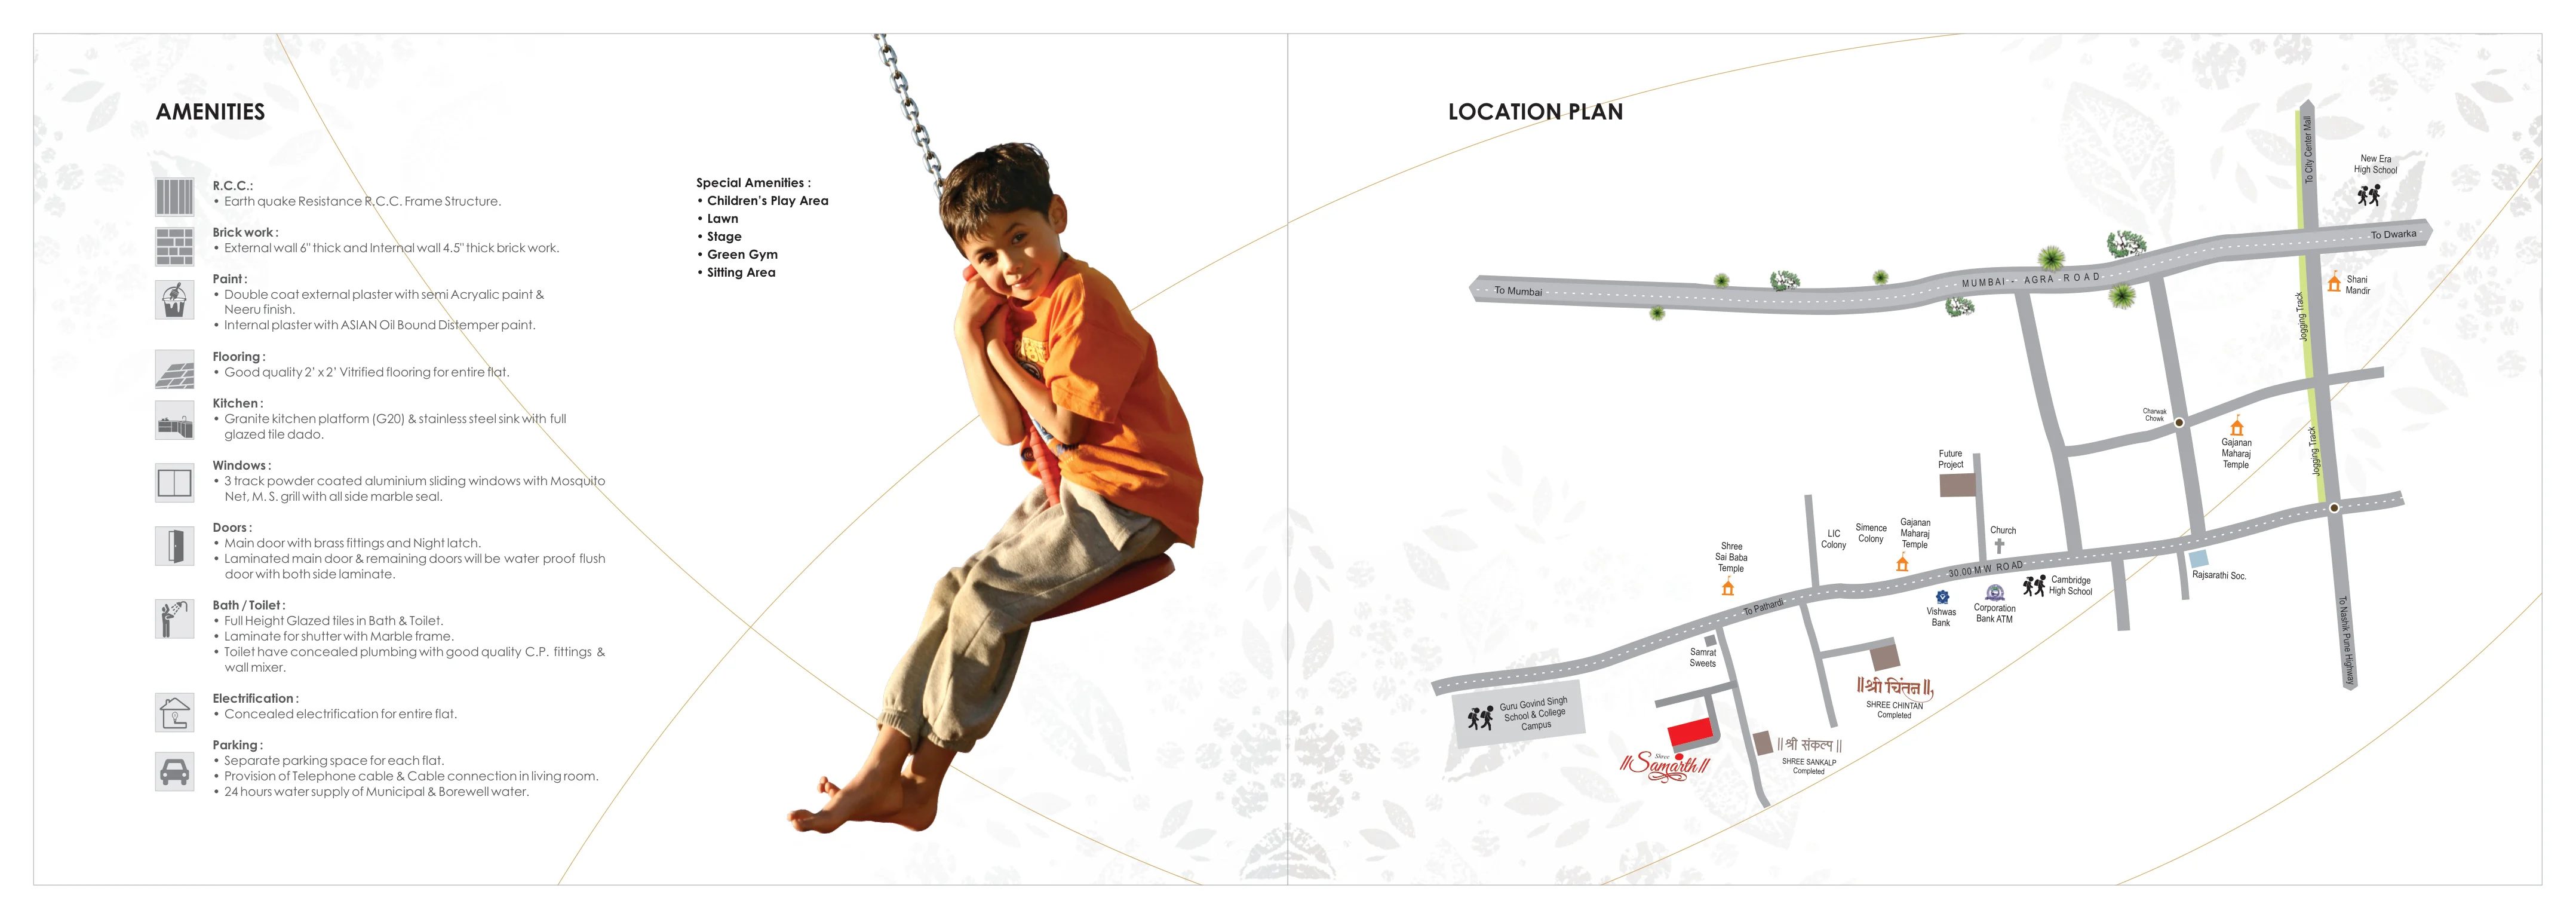 AMENITIES
R.C.C.:
• Earth quake Resistance R.C.C. Frame Structure.
Brick work :
• External wall 6" thick and Internal wall 4.5" thick brick work.
Paint :
• Double coat external plaster with semi Acryalic paint &
Neeru finish.
• Internal plaster with ASIAN Oil Bound Distemper paint.
Flooring :
• Good quality 2' x 2' Vitrified flooring for entire flat.
Kitchen :
• Granite kitchen platform (G20) & stainless steel sink with full
glazed tile dado.
Windows :
• 3 track powder coated aluminium sliding windows with Mosquito
Net, M. S. grill with all side marble seal.
Doors :
• Main door with brass fittings and Night latch.
• Laminated main door & remaining doors will be water proof flush
door with both side laminate.
Bath / Toilet :
• Full Height Glazed tiles in Bath & Toilet.
• Laminate for shutter with Marble frame.
• Toilet have concealed plumbing with good quality C.P. fittings &
wall mixer.
Electrification :
• Concealed electrification for entire flat.
Parking :
• Separate parking space for each flat.
• Provision of Telephone cable & Cable connection in living room.
• 24 hours water supply of Municipal & Borewell water.
Special Amenities :
• Children's Play Area
• Lawn
• Stage
• Green Gym
• Sitting Area
LOCATION PLAN
To City Center Mall
New Era
High School
To Dwarka
To Mumbai
MUMBAI - AGRA ROAD
Shani
Mandir
Jogging Track
Charwak
Chowk
Gajanan
Maharaj
Temple
Jogging Track
Future
Project
LIC
Colony
Simence
Colony
Gajanan
Maharaj
Temple
Church
Shree
Sai Baba
Temple
30.00 M W ROAD
Rajsarathi Soc.
Cambridge
High School
Vishwas
Bank
Corporation
Bank ATM
To Pathardi
To Nashik Pune Highway
Samrat
Sweets
Guru Govind Singh
School & College
Campus
॥श्री चिंतन॥
SHREE CHINTAN
Completed
॥श्री संकल्प॥
SHREE SANKALP
Completed
Shree
//Samarth//